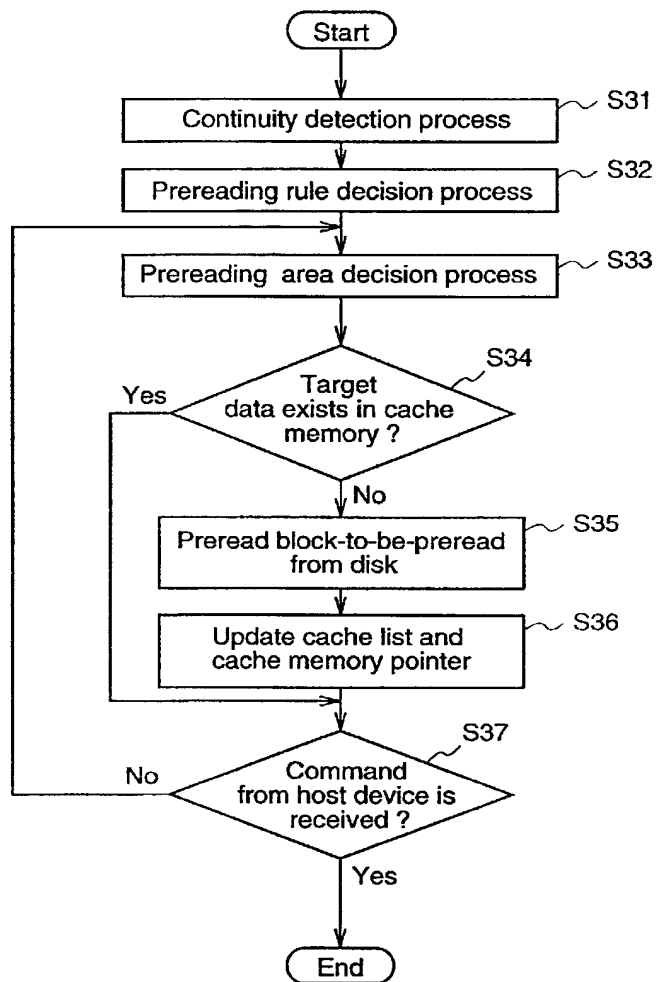 Start
Continuity detection process
S31
Prereading rule decision process
S32
Prereading area decision process
S33
S34
Target
data exists in cache
memory ?
Yes
No
Preread block-to-be-preread
from disk
S35
Update cache list and
cache memory pointer
S36
S37
Command
from host device is
received ?
No
Yes
End